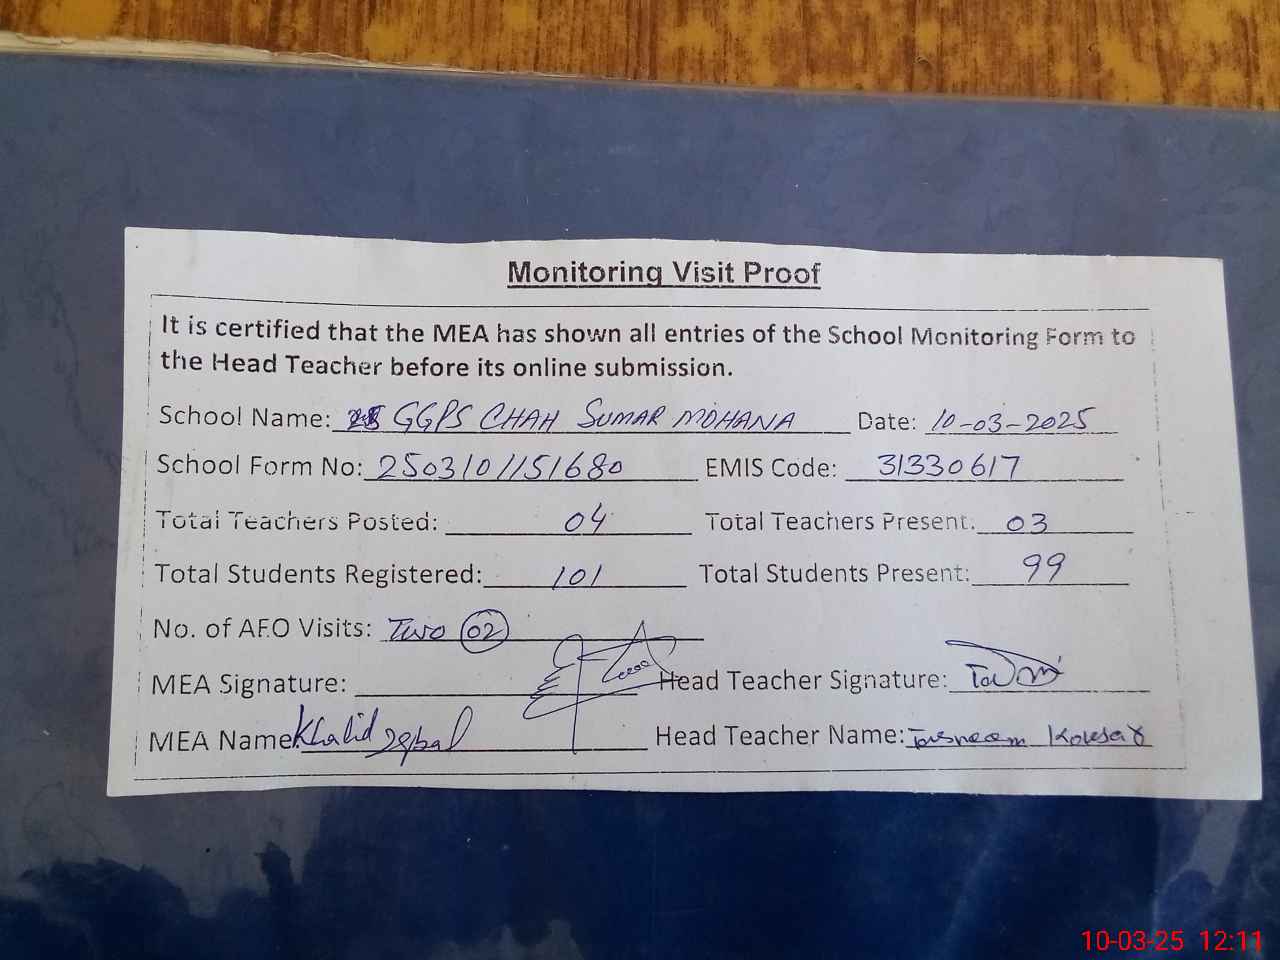 Monitoring Visit Proof
It is certified that the MEA has shown all entries of the School Monitoring Form to
the Head Teacher before its online submission.
School Name: GGPS CHAH SUMAR MOHANA Date: 10-03-2025
School Form No: 2503101151680 EMIS Code: 31330617
Total Teachers Posted: 04 Total Teachers Present: 03
Total Students Registered: 101 Total Students Present: 99
No. of AEO Visits: Two 02
MEA Signature: Head Teacher Signature:
MEA Name: Khalid Iqbal Head Teacher Name: Tasneem Kousar
10-03-25 12:11